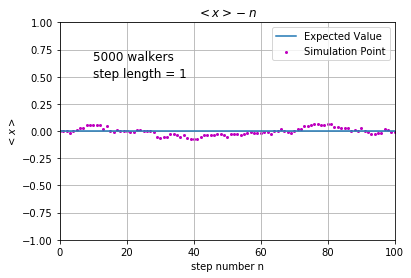 < x > − n
1.00
0.75
0.50
0.25
0.00
−0.25
−0.50
−0.75
−1.00
< x >
5000 walkers
step length = 1
Expected Value
Simulation Point
0 20 40 60 80 100
step number n